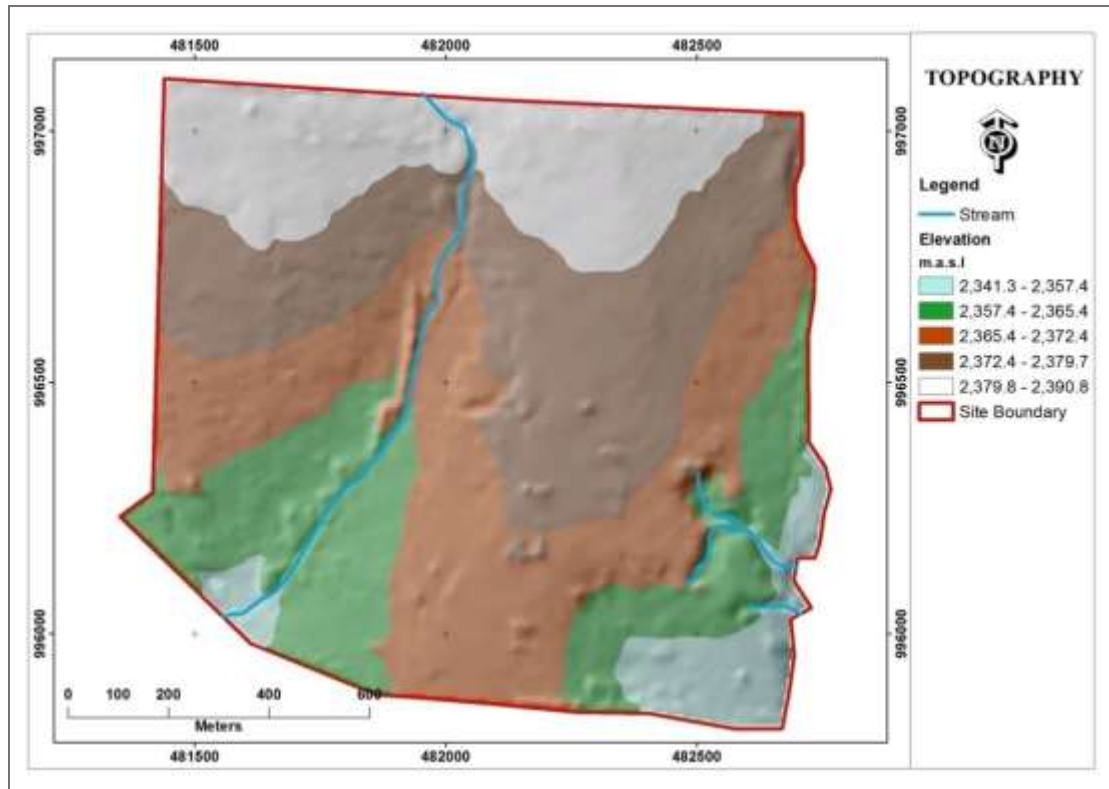 481500 482000 482500
997000
996500
996000
997000
996500
996000
0 100 200 400 600
Meters
481500 482000 482500
TOPOGRAPHY
N
Legend
Stream
Elevation
m.a.s.l
2,341.3 - 2,357.4
2,357.4 - 2,365.4
2,365.4 - 2,372.4
2,372.4 - 2,379.7
2,379.8 - 2,390.8
Site Boundary